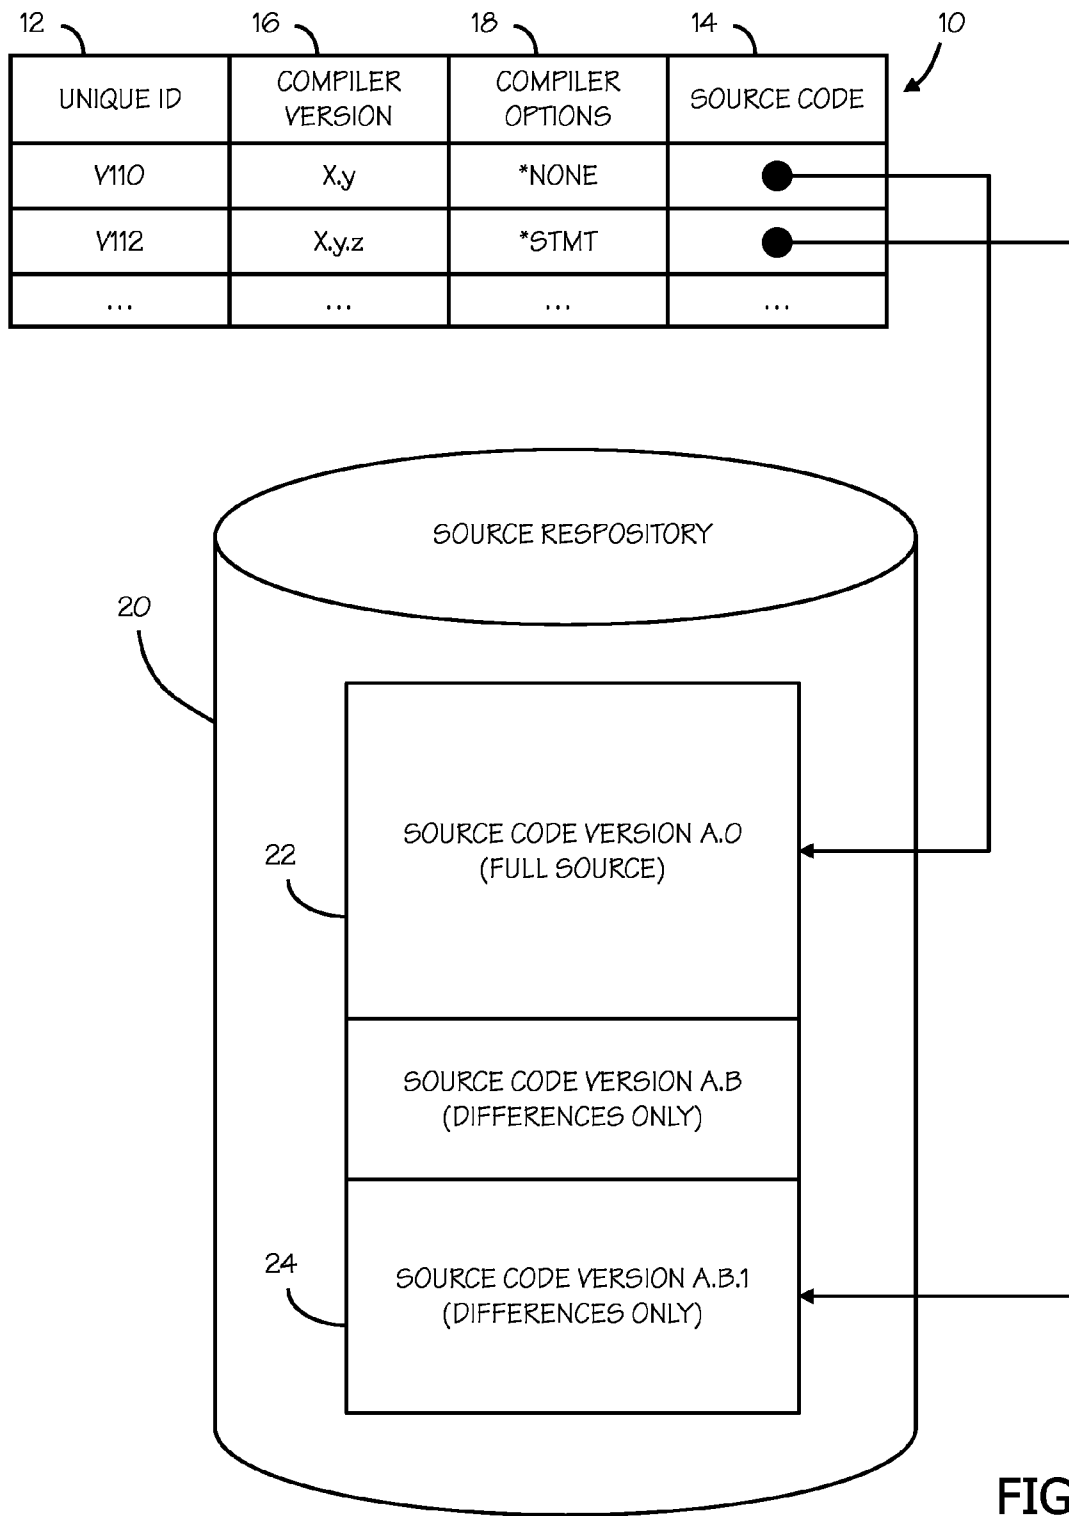 12 16 18 14 10
UNIQUE ID COMPILER VERSION COMPILER OPTIONS SOURCE CODE
V110 X.y *NONE
V112 X.y.z *STMT
... ... ... ...
SOURCE RESPOSITORY
20
SOURCE CODE VERSION A.0
(FULL SOURCE)
22
SOURCE CODE VERSION A.B
(DIFFERENCES ONLY)
24
SOURCE CODE VERSION A.B.1
(DIFFERENCES ONLY)
FIG